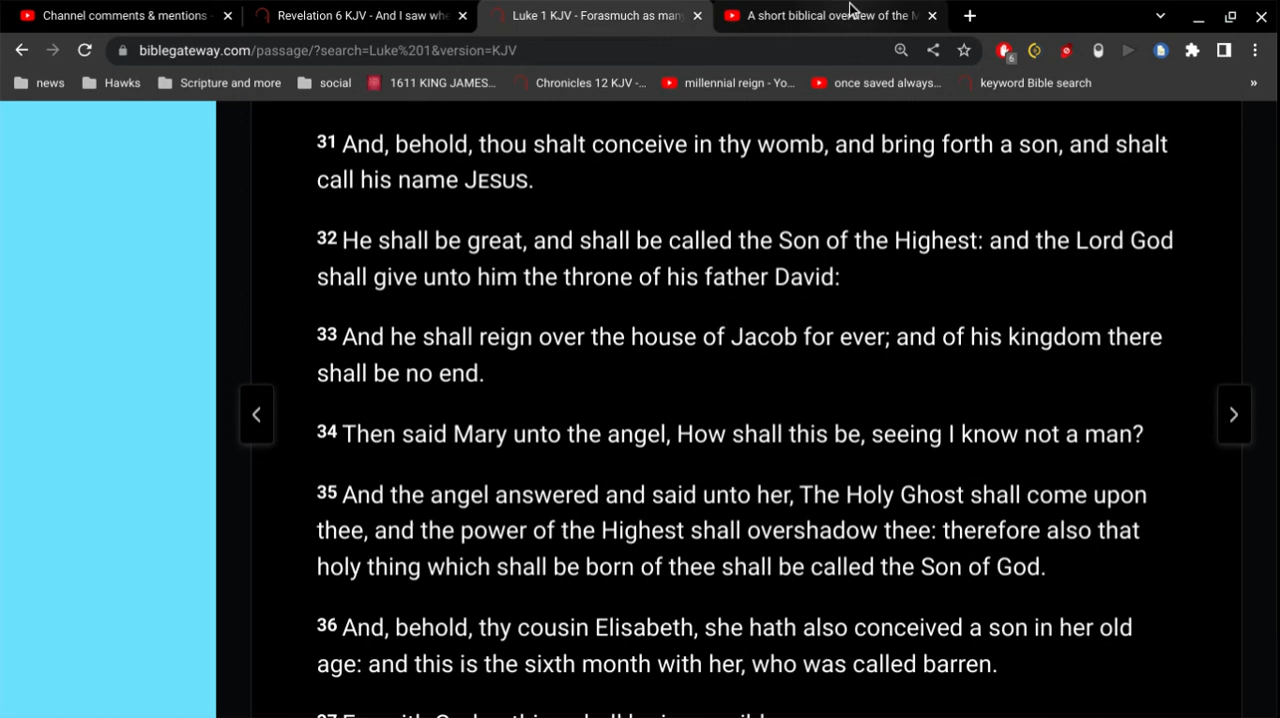 Channel comments & mentions -
Revelation 6 KJV - And I saw whe
Luke 1 KJV - Forasmuch as man
A short biblical overview of the M
biblegateway.com/passage/?search=Luke%201&version=KJV
6
news Hawks Scripture and more social 1611 KING JAMES... Chronicles 12 KJV -... millennial reign - Yo... once saved always... keyword Bible search »
31 And, behold, thou shalt conceive in thy womb, and bring forth a son, and shalt
call his name JESUS.
32 He shall be great, and shall be called the Son of the Highest: and the Lord God
shall give unto him the throne of his father David:
33 And he shall reign over the house of Jacob for ever; and of his kingdom there
shall be no end.
34 Then said Mary unto the angel, How shall this be, seeing I know not a man?
35 And the angel answered and said unto her, The Holy Ghost shall come upon
thee, and the power of the Highest shall overshadow thee: therefore also that
holy thing which shall be born of thee shall be called the Son of God.
36 And, behold, thy cousin Elisabeth, she hath also conceived a son in her old
age: and this is the sixth month with her, who was called barren.